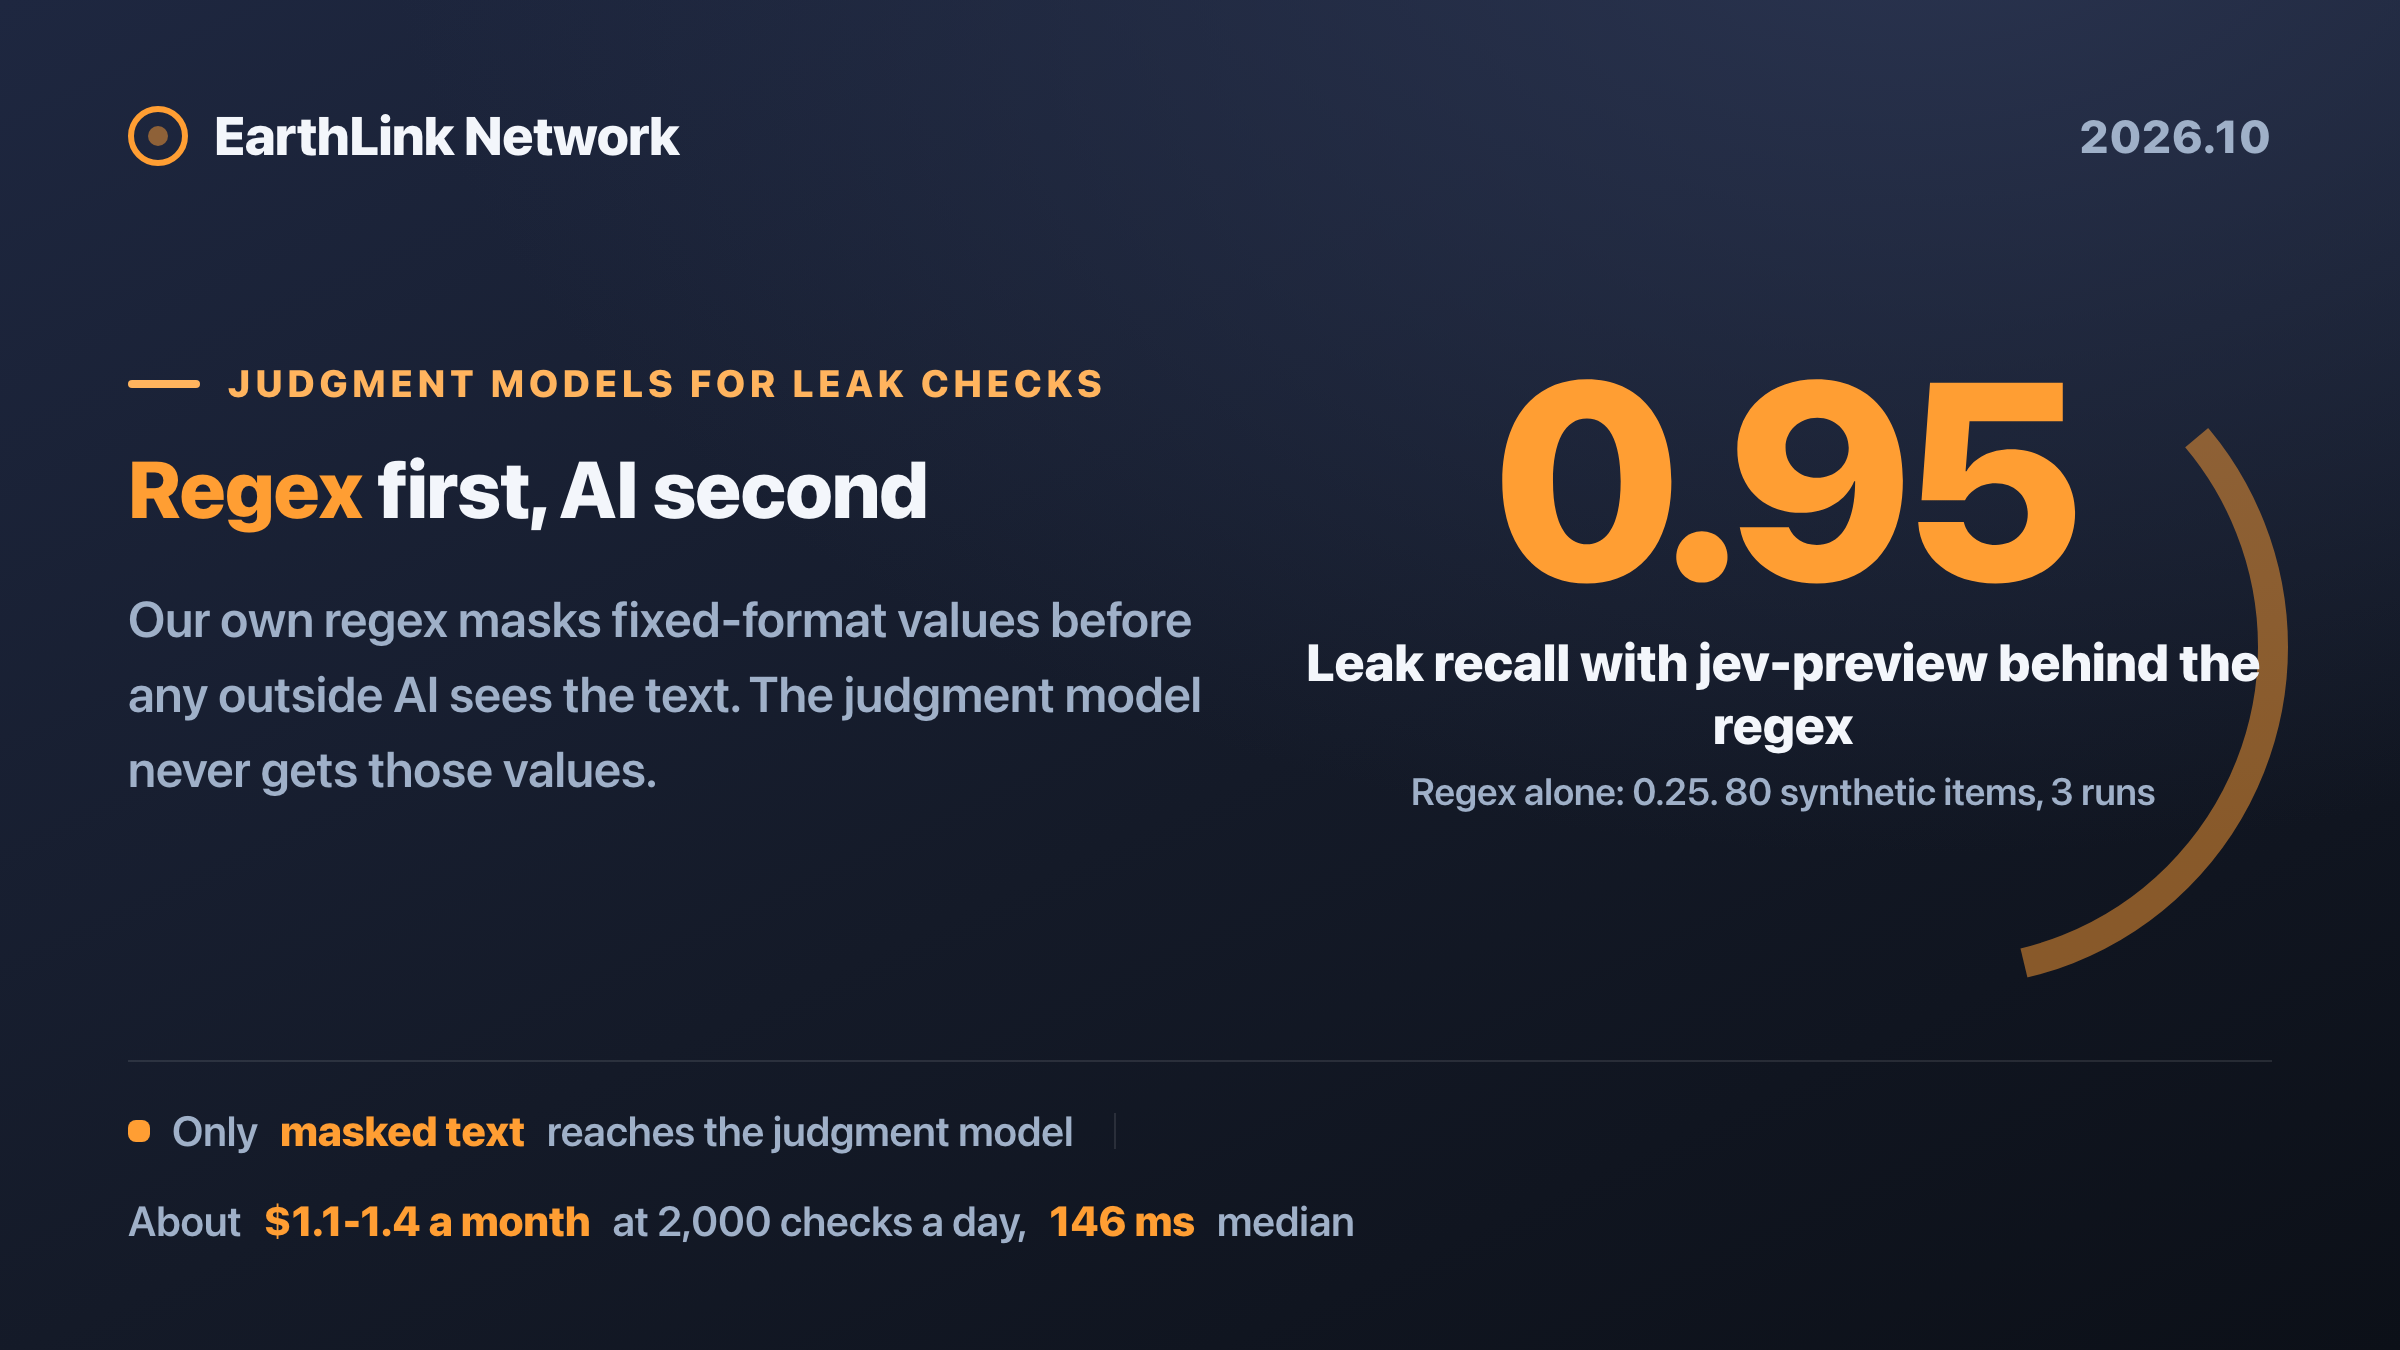 EarthLink Network
2026.10
JUDGMENT MODELS FOR LEAK CHECKS
Regex first, AI second
Our own regex masks fixed-format values before
any outside AI sees the text. The judgment model
never gets those values.
0.95
Leak recall with jev-preview behind the
regex
Regex alone: 0.25. 80 synthetic items, 3 runs
Only masked text reaches the judgment model
About $1.1-1.4 a month at 2,000 checks a day, 146 ms median